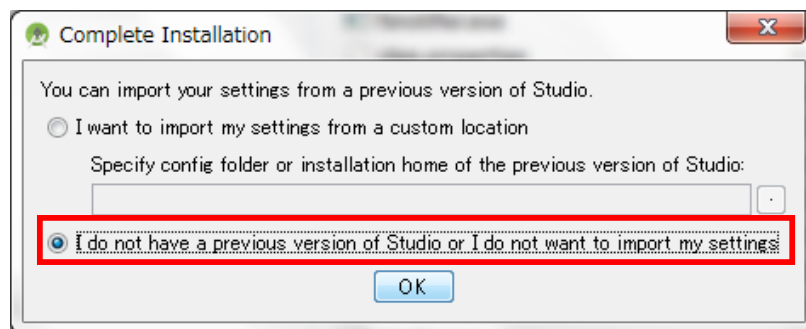 Complete Installation
You can import your settings from a previous version of Studio.
I want to import my settings from a custom location
Specify config folder or installation home of the previous version of Studio:
I do not have a previous version of Studio or I do not want to import my settings
OK